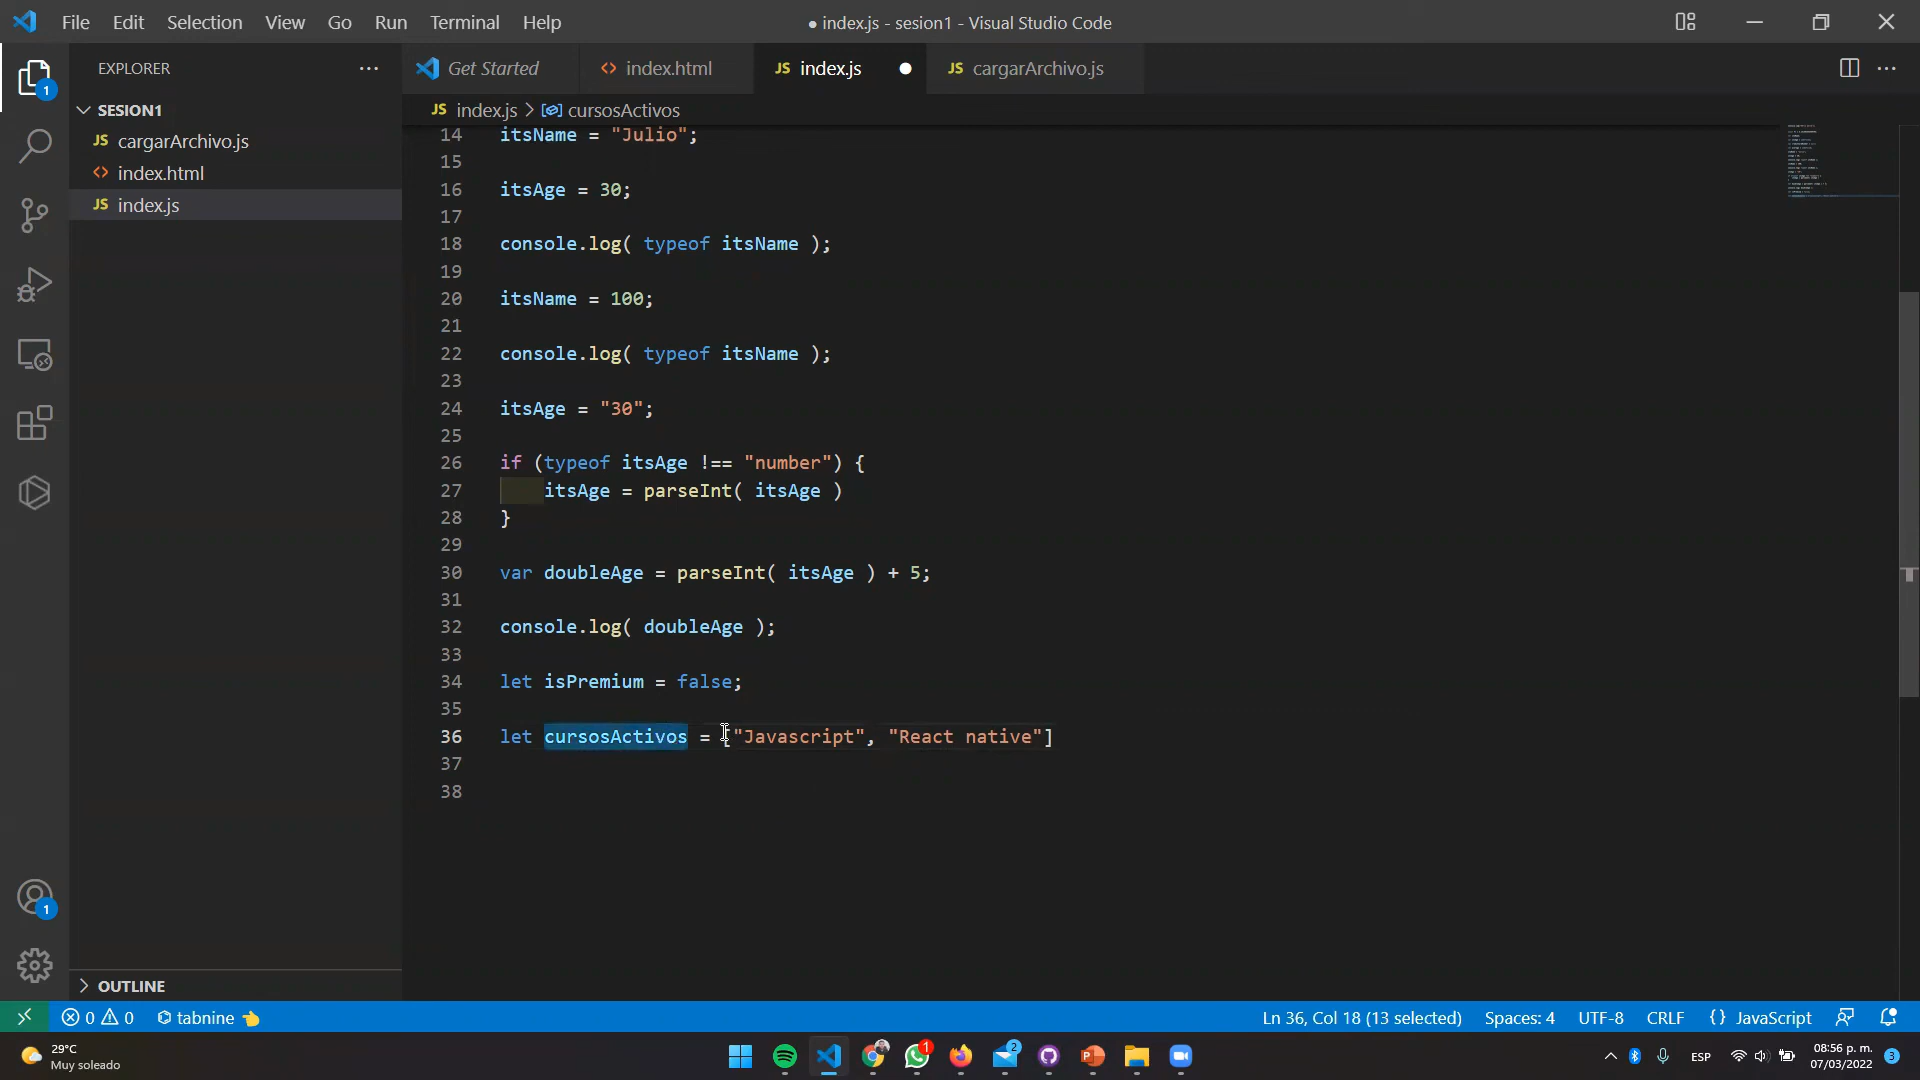 File Edit Selection View Go Run Terminal Help
● index.js - sesion1 - Visual Studio Code
EXPLORER ···
Get Started
<> index.html
JS index.js ●
JS cargarArchivo.js
SESION1
JS cargarArchivo.js
<> index.html
JS index.js
JS index.js > cursosActivos
14 itsName = "Julio";
15
16 itsAge = 30;
17
18 console.log( typeof itsName );
19
20 itsName = 100;
21
22 console.log( typeof itsName );
23
24 itsAge = "30";
25
26 if (typeof itsAge !== "number") {
27 itsAge = parseInt( itsAge )
28 }
29
30 var doubleAge = parseInt( itsAge ) + 5;
31
32 console.log( doubleAge );
33
34 let isPremium = false;
35
36 let cursosActivos = ["Javascript", "React native"]
37
38
1
1
OUTLINE
0 0 tabnine
Ln 36, Col 18 (13 selected) Spaces: 4 UTF-8 CRLF {} JavaScript
29°C
Muy soleado
1
2
ESP
08:56 p. m.
07/03/2022
3